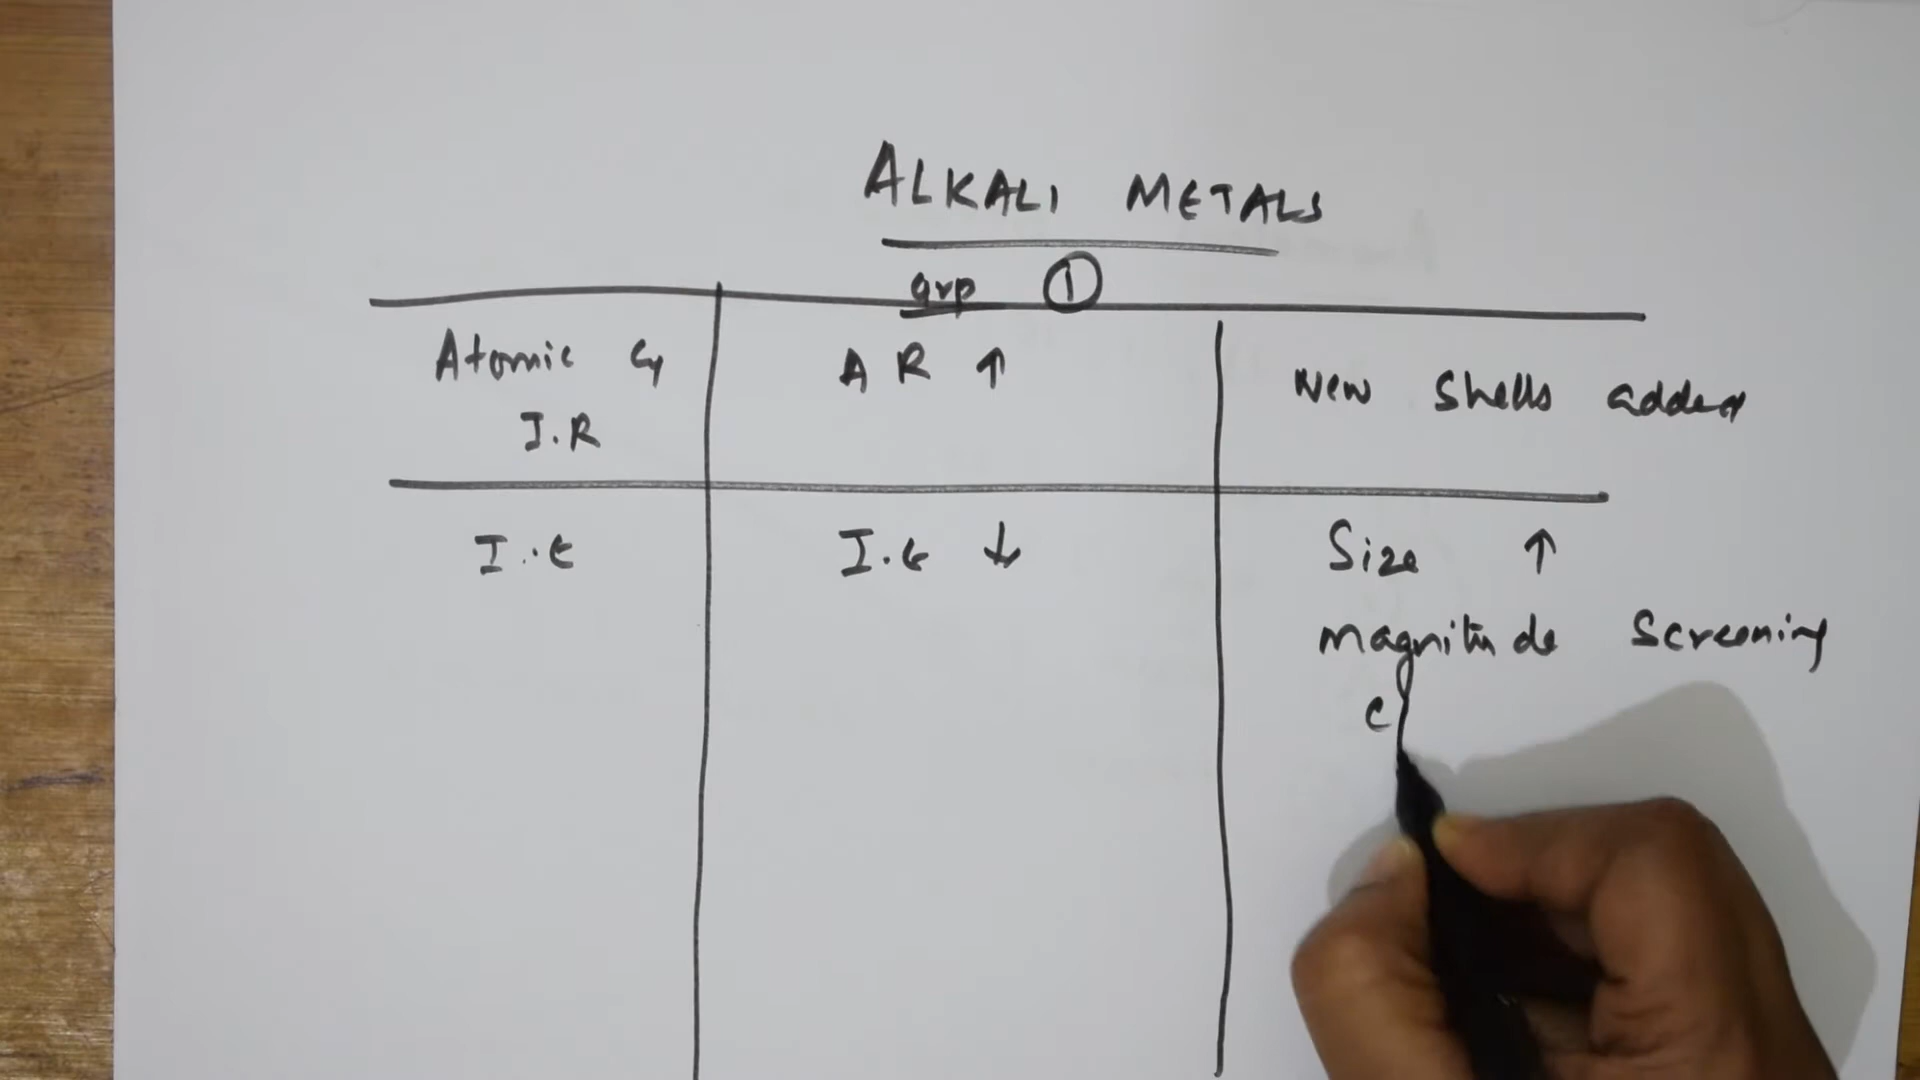 ALKALI METALS
grp ①
Atomic &
I.R
A R ↑
New Shells added
I.E
I.E ↓
Size ↑
magnitude screening